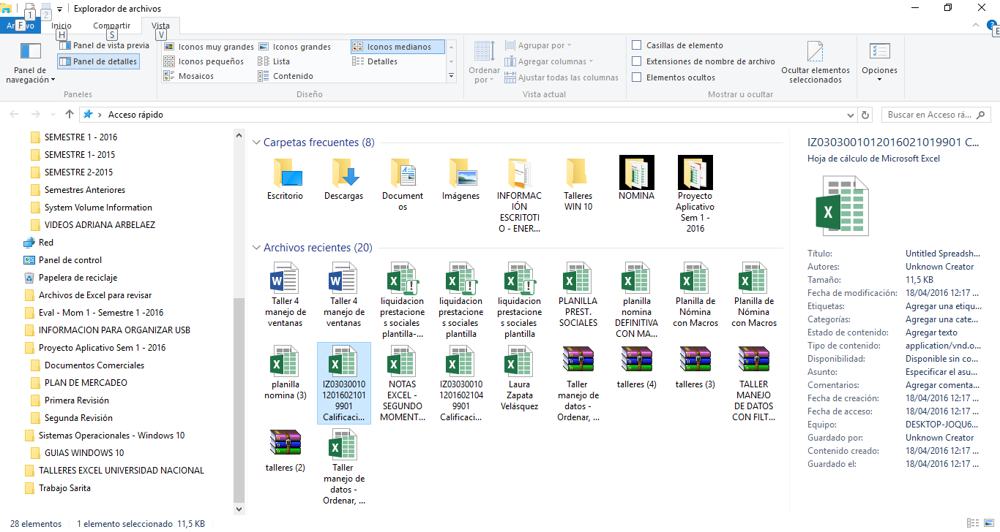 1 2 Explorador de archivos
Archivo F Inicio H Compartir S Vista V
Panel de navegación
Panel de vista previa
Panel de detalles
Paneles
Iconos muy grandes Iconos grandes Iconos medianos
Iconos pequeños Lista Detalles
Mosaicos Contenido
Diseño
Ordenar por
Agrupar por
Agregar columnas
Ajustar todas las columnas
Vista actual
Casillas de elemento
Extensiones de nombre de archivo
Elementos ocultos
Ocultar elementos
seleccionados
Mostrar u ocultar
Opciones
E
Acceso rápido
Buscar en Acceso rá...
SEMESTRE 1 - 2016
SEMESTRE 1- 2015
SEMESTRE 2-2015
Semestres Anteriores
System Volume Information
VIDEOS ADRIANA ARBELAEZ
Red
Panel de control
Papelera de reciclaje
Archivos de Excel para revisar
Eval - Mom 1 - Semestre 1 -2016
INFORMACION PARA ORGANIZAR USB
Proyecto Aplicativo Sem 1 - 2016
Documentos Comerciales
PLAN DE MERCADEO
Primera Revisión
Segunda Revisión
Sistemas Operacionales - Windows 10
GUIAS WINDOWS 10
TALLERES EXCEL UNIVERSIDAD NACIONAL
Trabajo Sarita
Carpetas frecuentes (8)
Escritorio
Descargas
Document
os
Imágenes
INFORMAC
IÓN
ESCRITOTI
O - ENER...
Talleres
WIN 10
NOMINA
Proyecto
Aplicativo
Sem 1 -
2016
Archivos recientes (20)
Taller 4
manejo de
ventanas
Taller 4
manejo de
ventanas
liquidacion
prestacione
s sociales
plantilla-...
liquidacion
prestacione
s sociales
plantilla
liquidacion
prestacione
s sociales
plantilla
PLANILLA
PREST.
SOCIALES
planilla
nomina
DEFINITIVA
CON MA...
Planilla de
Nómina
con Macros
Planilla de
Nómina
con Macros
planilla
nomina (3)
IZ03030010
1201602101
9901
Calificaci...
NOTAS
EXCEL -
SEGUNDO
MOMENT...
IZ03030010
1201602104
9901
Calificaci...
Laura
Zapata
Velásquez
Taller
manejo de
datos -
Ordenar, ...
talleres (4)
talleres (3)
TALLER
MANEJO
DE DATOS
CON FILT...
talleres (2)
Taller
manejo de
datos -
Ordenar, ...
IZ0303001012016021019901 C...
Hoja de cálculo de Microsoft Excel
Título: Untitled Spreadsh...
Autores: Unknown Creator
Tamaño: 11,5 KB
Fecha de modificación: 18/04/2016 12:17 ...
Etiquetas: Agregar una etiqu...
Categorías: Agregar una cate...
Estado de contenido: Agregar texto
Tipo de contenido: application/vnd.o...
Disponibilidad: Disponible sin co...
Asunto: Especificar el asu...
Comentarios: Agregar comenta...
Fecha de creación: 18/04/2016 12:17 ...
Fecha de acceso: 18/04/2016 12:17 ...
Equipo: DESKTOP-JOQU6...
Guardado por: Unknown Creator
Contenido creado: 18/04/2016 12:17 ...
Guardado el: 18/04/2016 12:17 ...
28 elementos 1 elemento seleccionado 11,5 KB